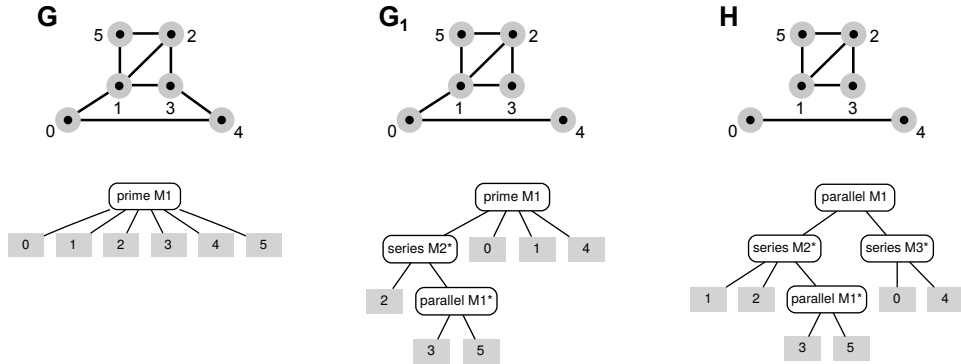 G G₁ H
5 2 5 2 5 2
1 3 1 3 1 3
0 4 0 4 0 4
prime M1 prime M1 parallel M1
0 1 2 3 4 5 series M2* 0 1 4 series M2* series M3*
2 parallel M1* 1 2 parallel M1* 0 4
3 5 3 5